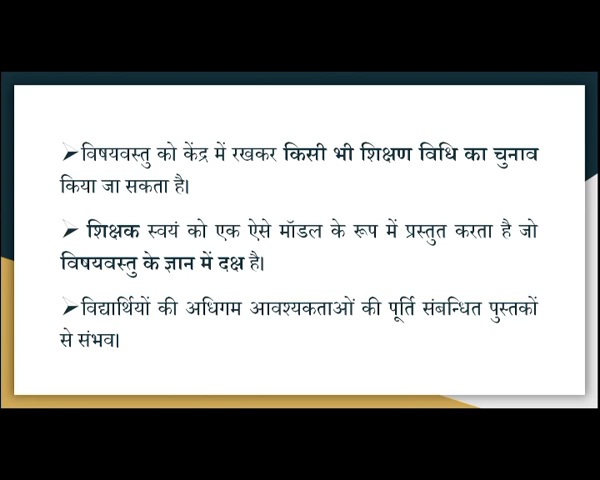 ➤विषयवस्तु को केंद्र में रखकर किसी भी शिक्षण विधि का चुनाव
किया जा सकता है।
➤ शिक्षक स्वयं को एक ऐसे मॉडल के रूप में प्रस्तुत करता है जो
विषयवस्तु के ज्ञान में दक्ष है।
➤विद्यार्थियों की अधिगम आवश्यकताओं की पूर्ति संबन्धित पुस्तकों
से संभव।